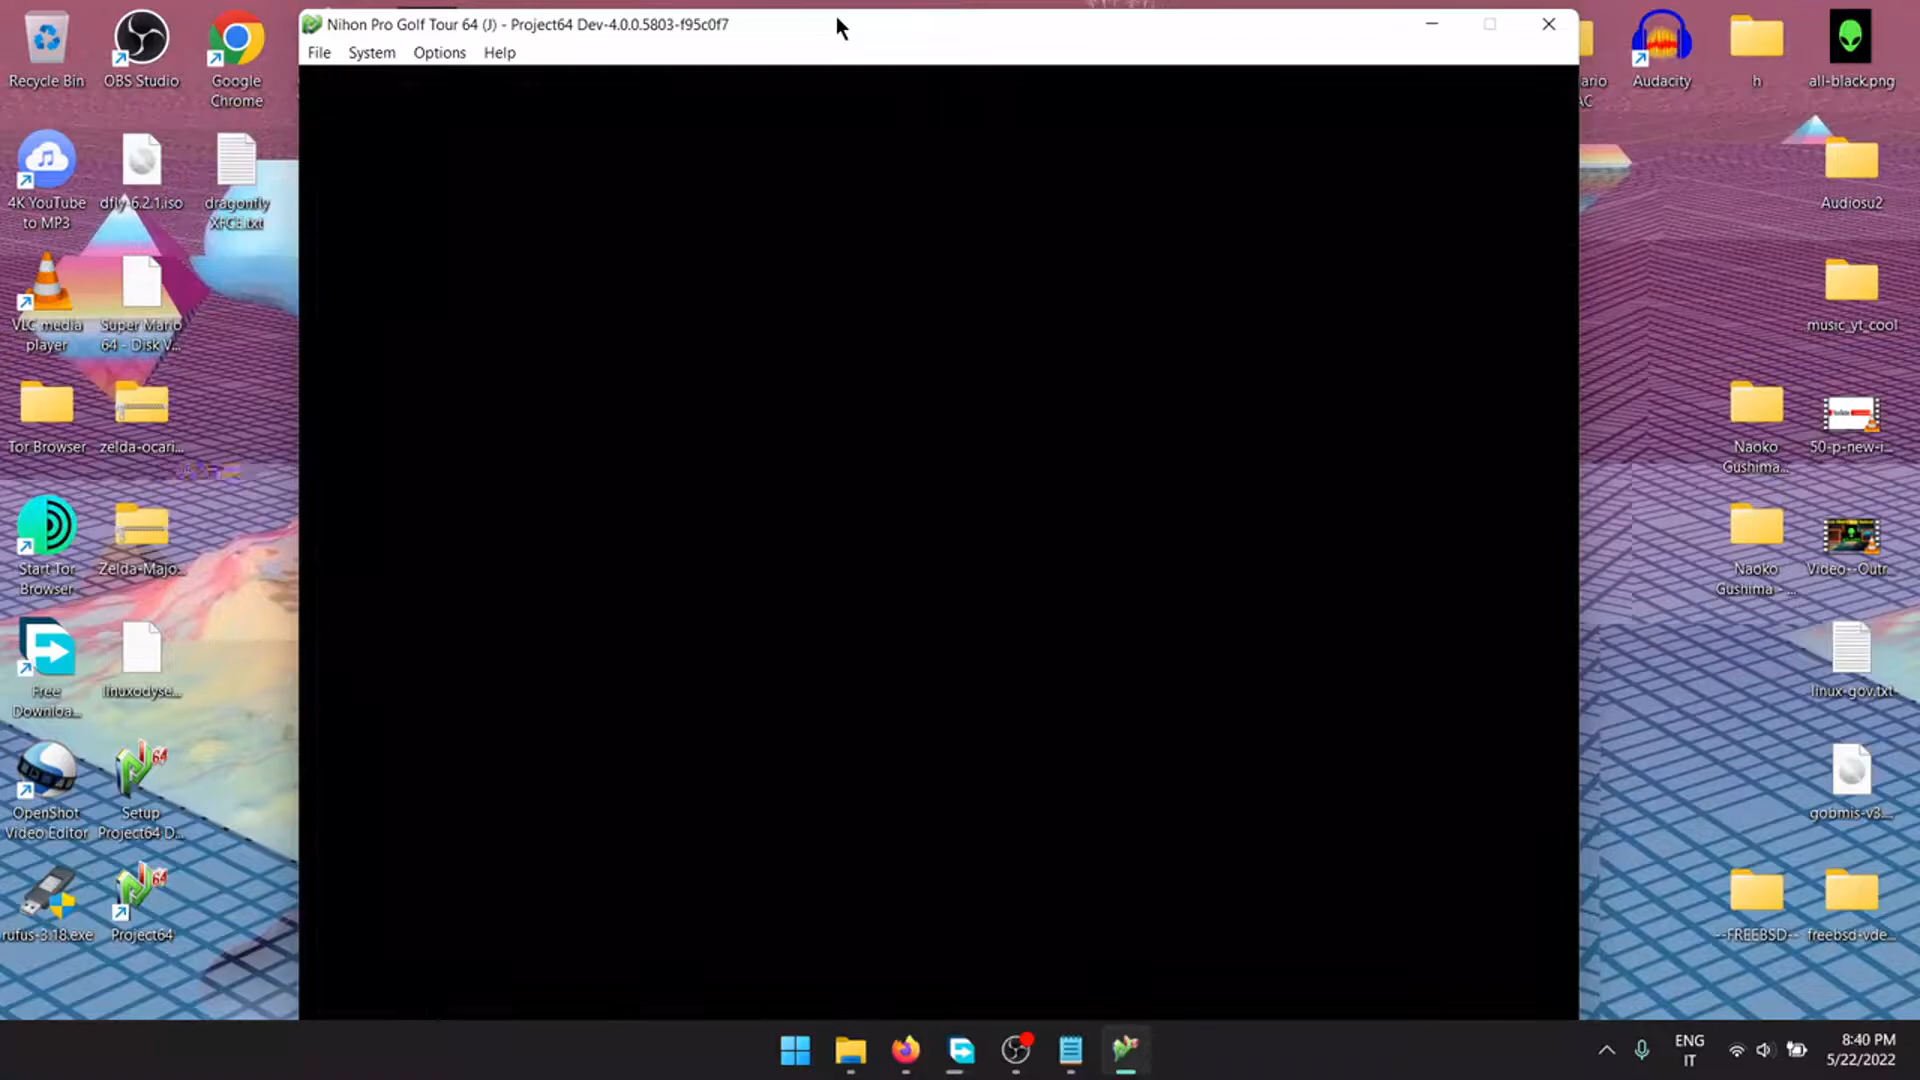 Nihon Pro Golf Tour 64 (J) - Project64 Dev-4.0.0.5803-f95c0f7
File System Options Help
Recycle Bin
OBS Studio
Google
Chrome
4K YouTube
to MP3
dfly-6.2.1.iso
dragonfly
XFCE.txt
VLC media
player
Super Mario
64 - Disk V...
Tor Browser
zelda-ocari...
Start Tor
Browser
Zelda-Majo...
Free
Downloa...
linuxodyse...
OpenShot
Video Editor
Setup
Project64 D...
rufus-3.18.exe
Project64
ario
AC
Audacity
h
all-black.png
Audiosu2
music_yt_cool
Naoko
Gushima...
50-p-new-i...
Naoko
Gushima - ...
Video--Outr...
linux-gov.txt
gobmis-v3...
--FREEBSD--
freebsd-vde...
ENG
IT
8:40 PM
5/22/2022